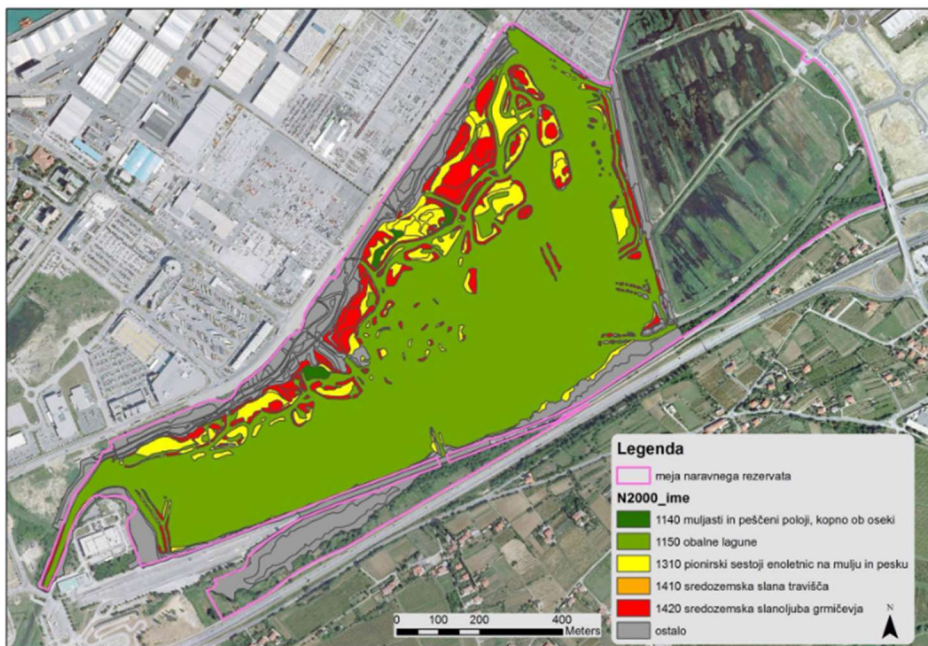 Legenda
meja naravnega rezervata
N2000_ime
1140 muljasti in peščeni poloji, kopno ob oseki
1150 obalne lagune
1310 pionirski sestoji enoletnic na mulju in pesku
1410 sredozemska slana travišča
1420 sredozemska slanoljuba grmičevja
ostalo
N
0 100 200 400
Meters